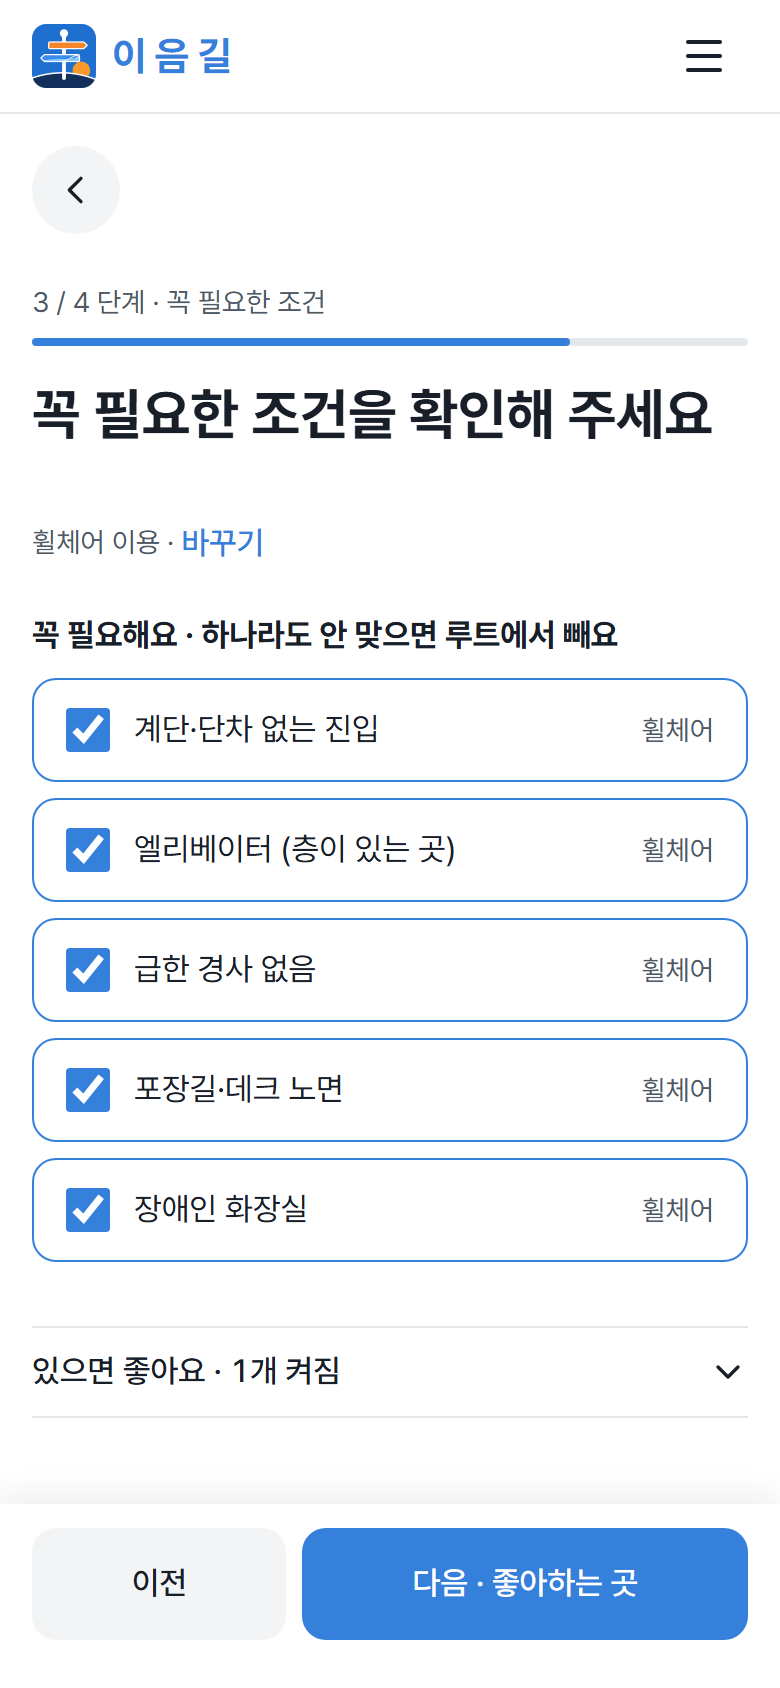 이음길
3 / 4 단계 · 꼭 필요한 조건
꼭 필요한 조건을 확인해 주세요
휠체어 이용 · 바꾸기
꼭 필요해요 · 하나라도 안 맞으면 루트에서 빼요
계단·단차 없는 진입 휠체어
엘리베이터 (층이 있는 곳) 휠체어
급한 경사 없음 휠체어
포장길·데크 노면 휠체어
장애인 화장실 휠체어
있으면 좋아요 · 1개 켜짐
이전 다음 · 좋아하는 곳